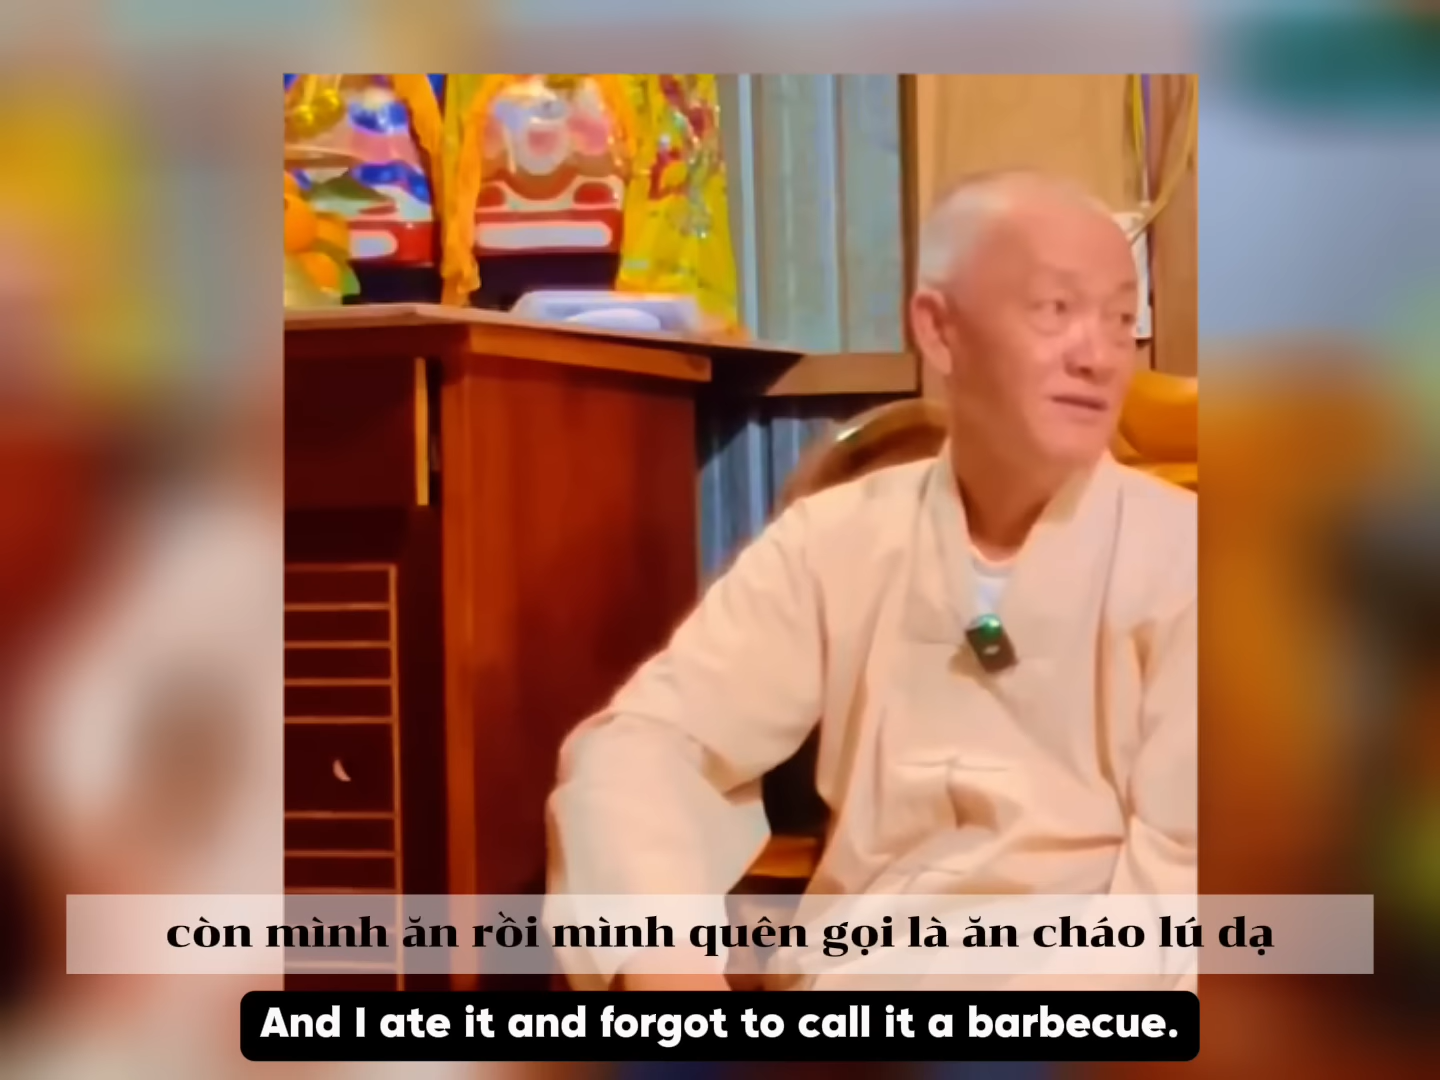 còn mình ăn rồi mình quên gọi là ăn cháo lú dạ
And I ate it and forgot to call it a barbecue.